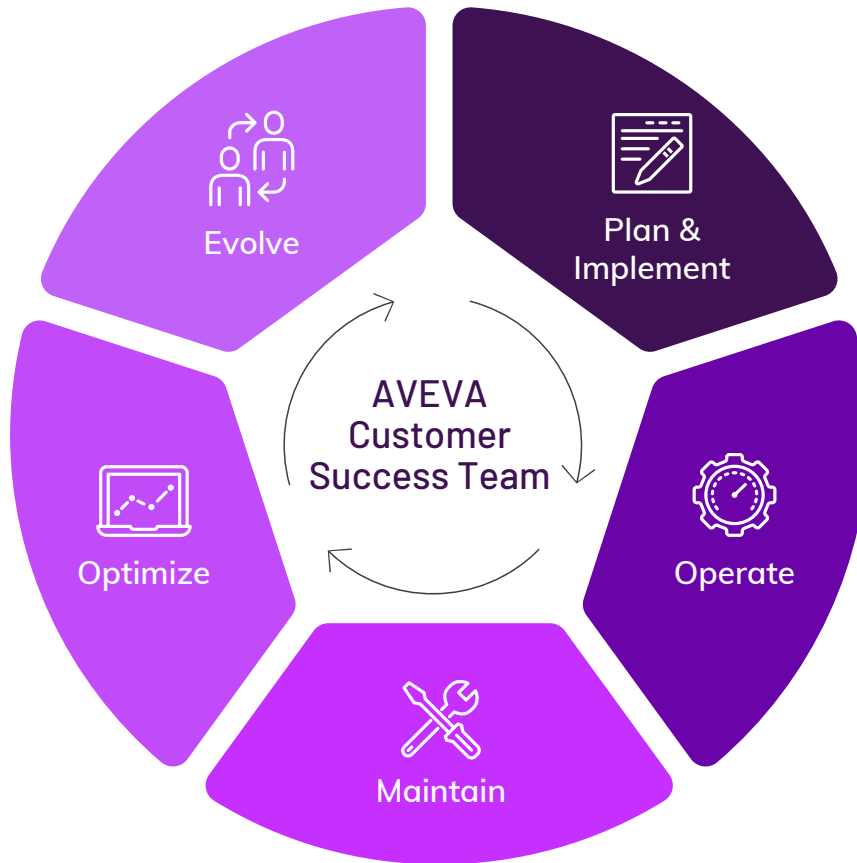 Evolve
Plan &
Implement
AVEVA
Customer
Success Team
Optimize
Operate
Maintain